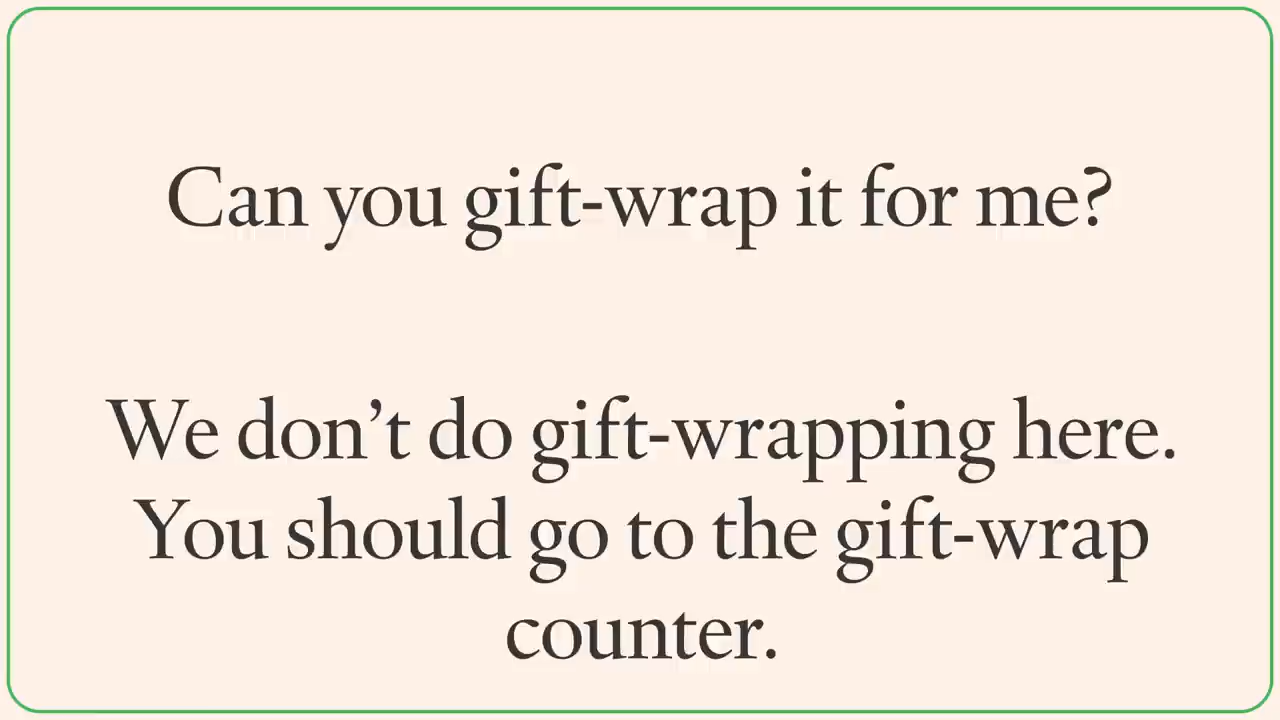 Can you gift-wrap it for me?
We don’t do gift-wrapping here.
You should go to the gift-wrap
counter.